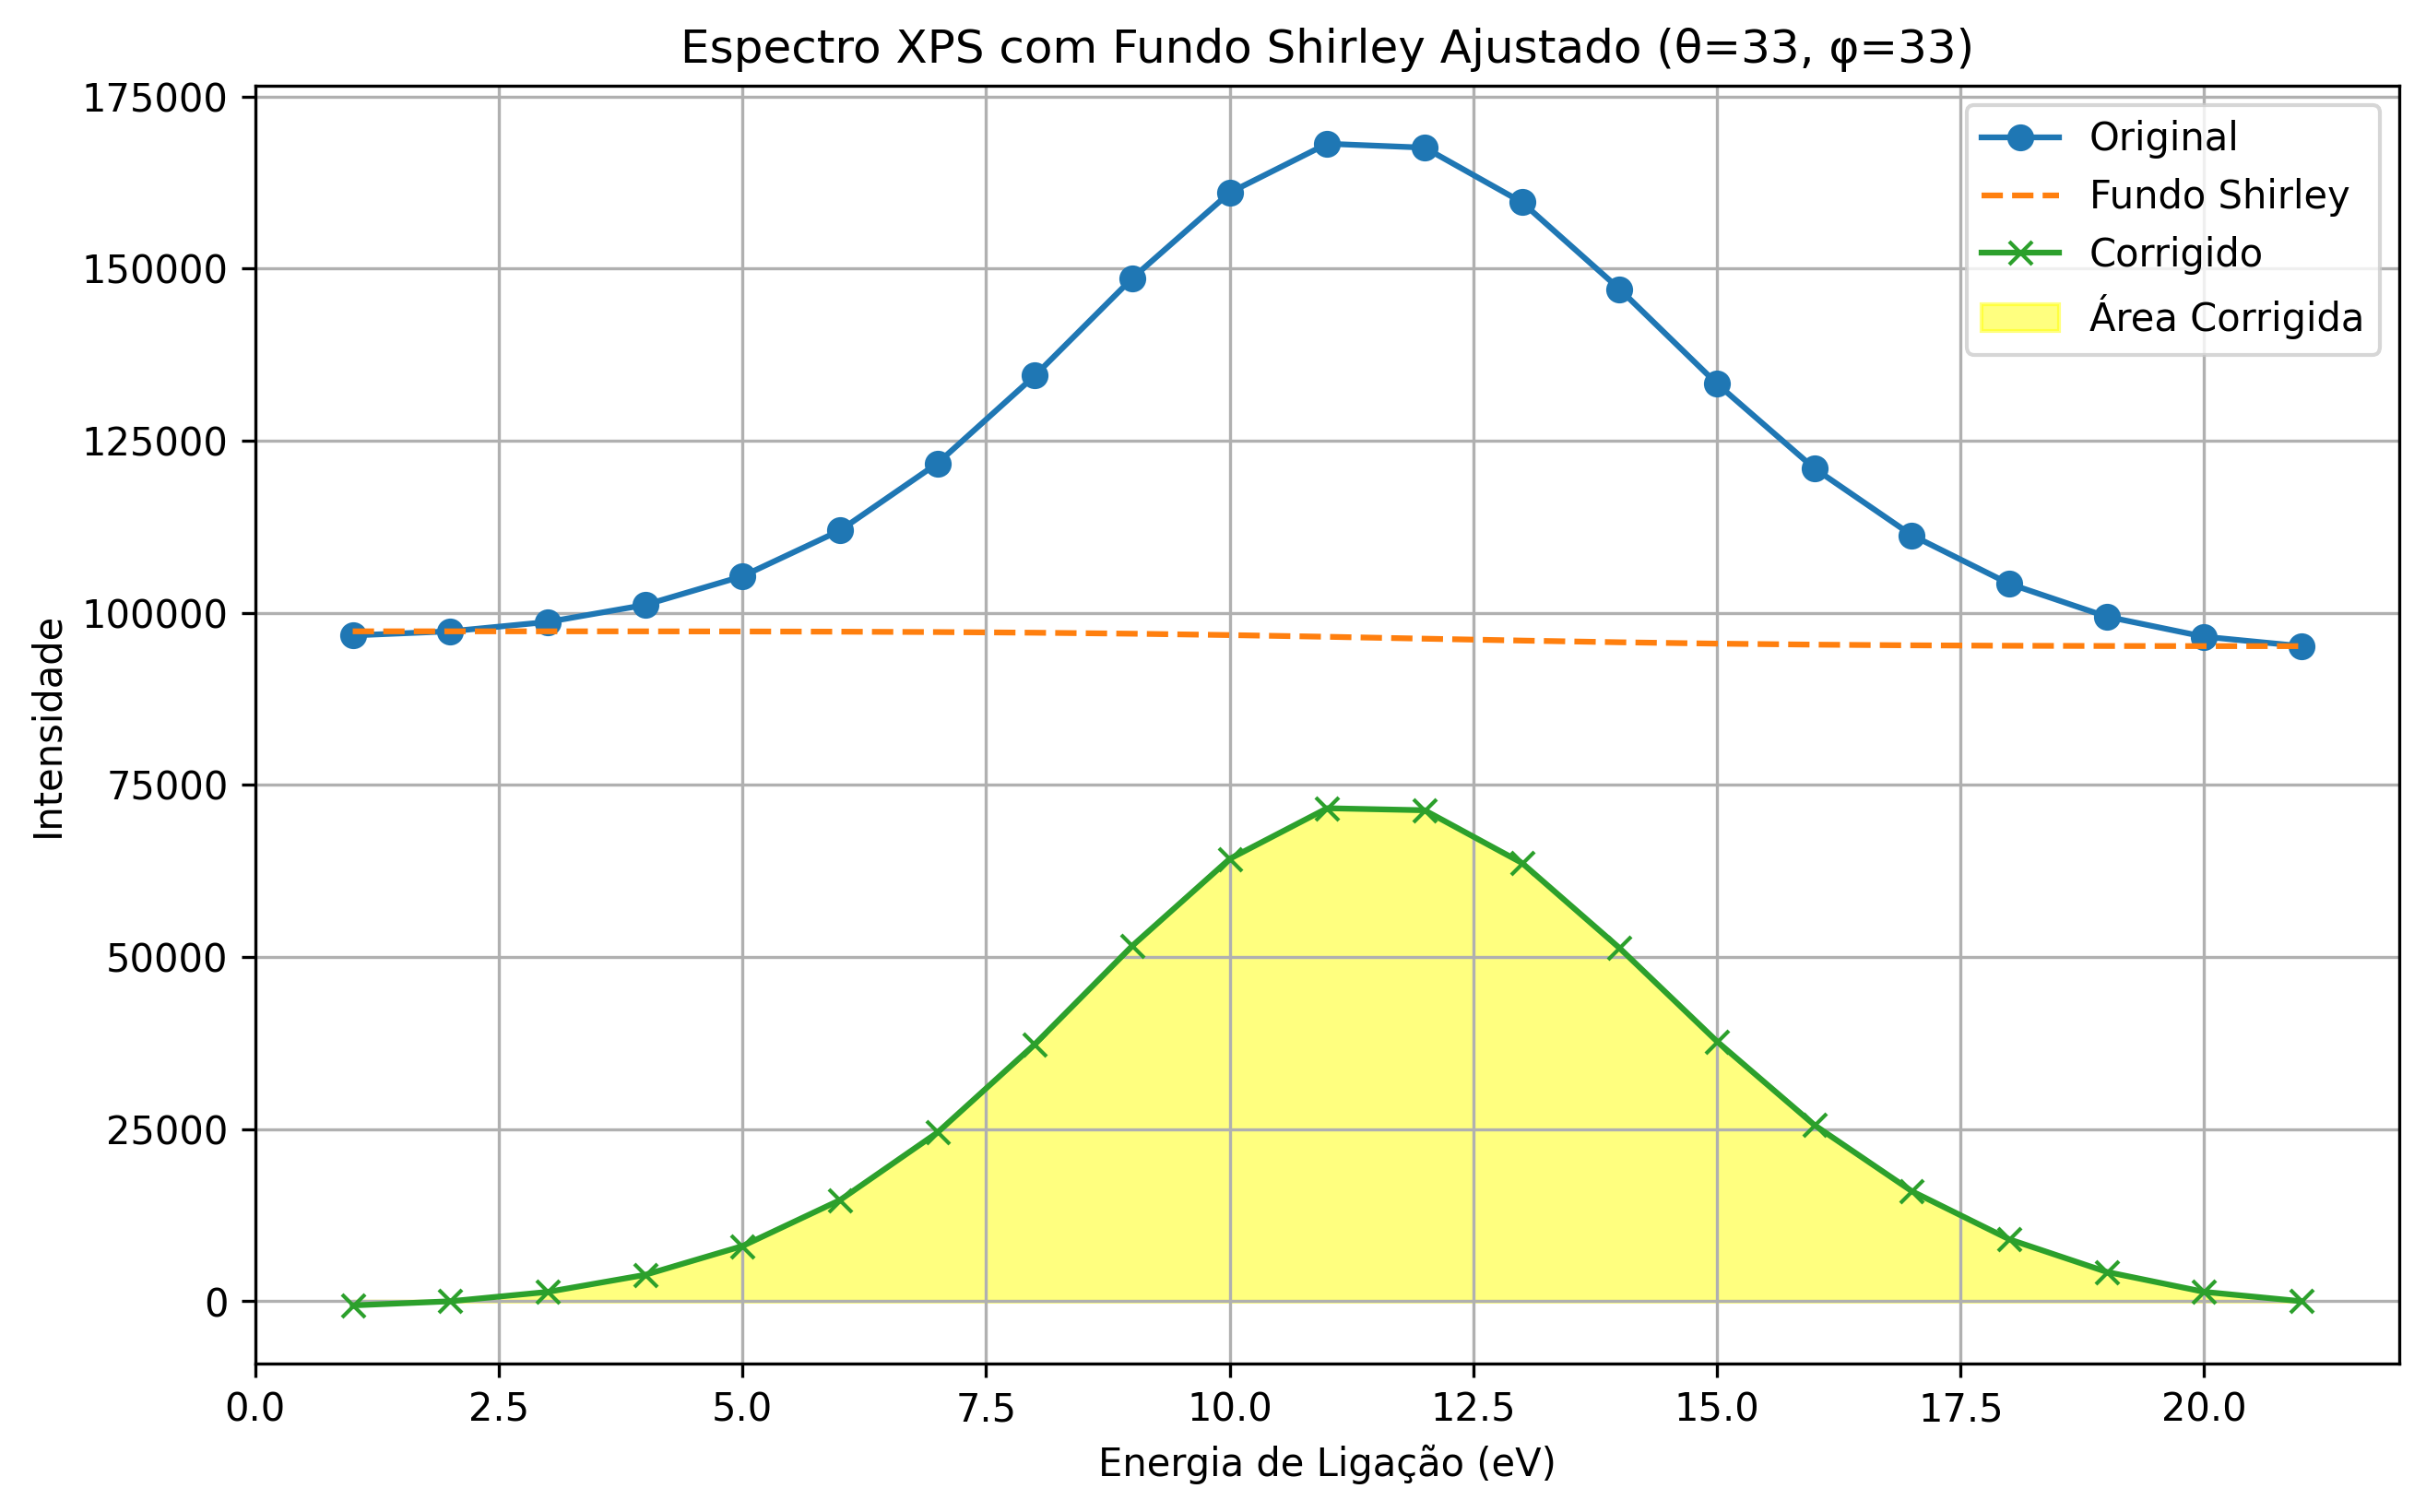 Espectro XPS com Fundo Shirley Ajustado (θ=33, φ=33)
175000
150000
125000
100000
75000
50000
25000
0
Intensidade
Original
Fundo Shirley
Corrigido
Área Corrigida
0.0 2.5 5.0 7.5 10.0 12.5 15.0 17.5 20.0
Energia de Ligação (eV)